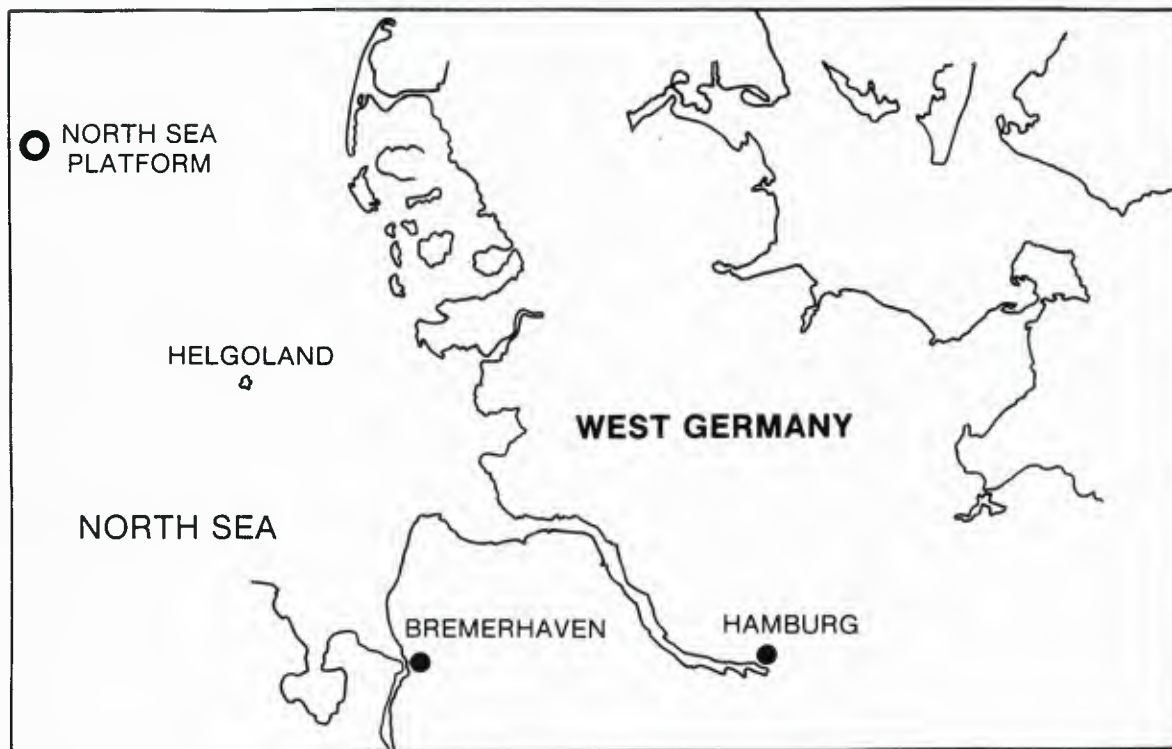 NORTH SEA
PLATFORM
HELGOLAND
WEST GERMANY
NORTH SEA
BREMERHAVEN
HAMBURG